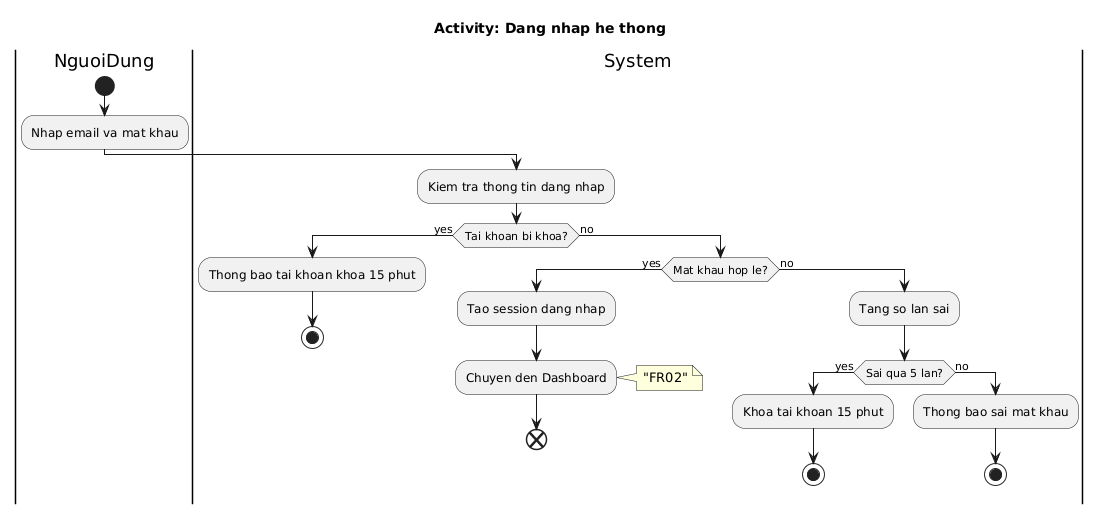 Activity: Dang nhap he thong
NguoiDung
System
Nhap email va mat khau
Kiem tra thong tin dang nhap
Tai khoan bi khoa?
yes
no
Thong bao tai khoan khoa 15 phut
Mat khau hop le?
yes
no
Tao session dang nhap
Chuyen den Dashboard
"FR02"
Tang so lan sai
Sai qua 5 lan?
yes
no
Khoa tai khoan 15 phut
Thong bao sai mat khau